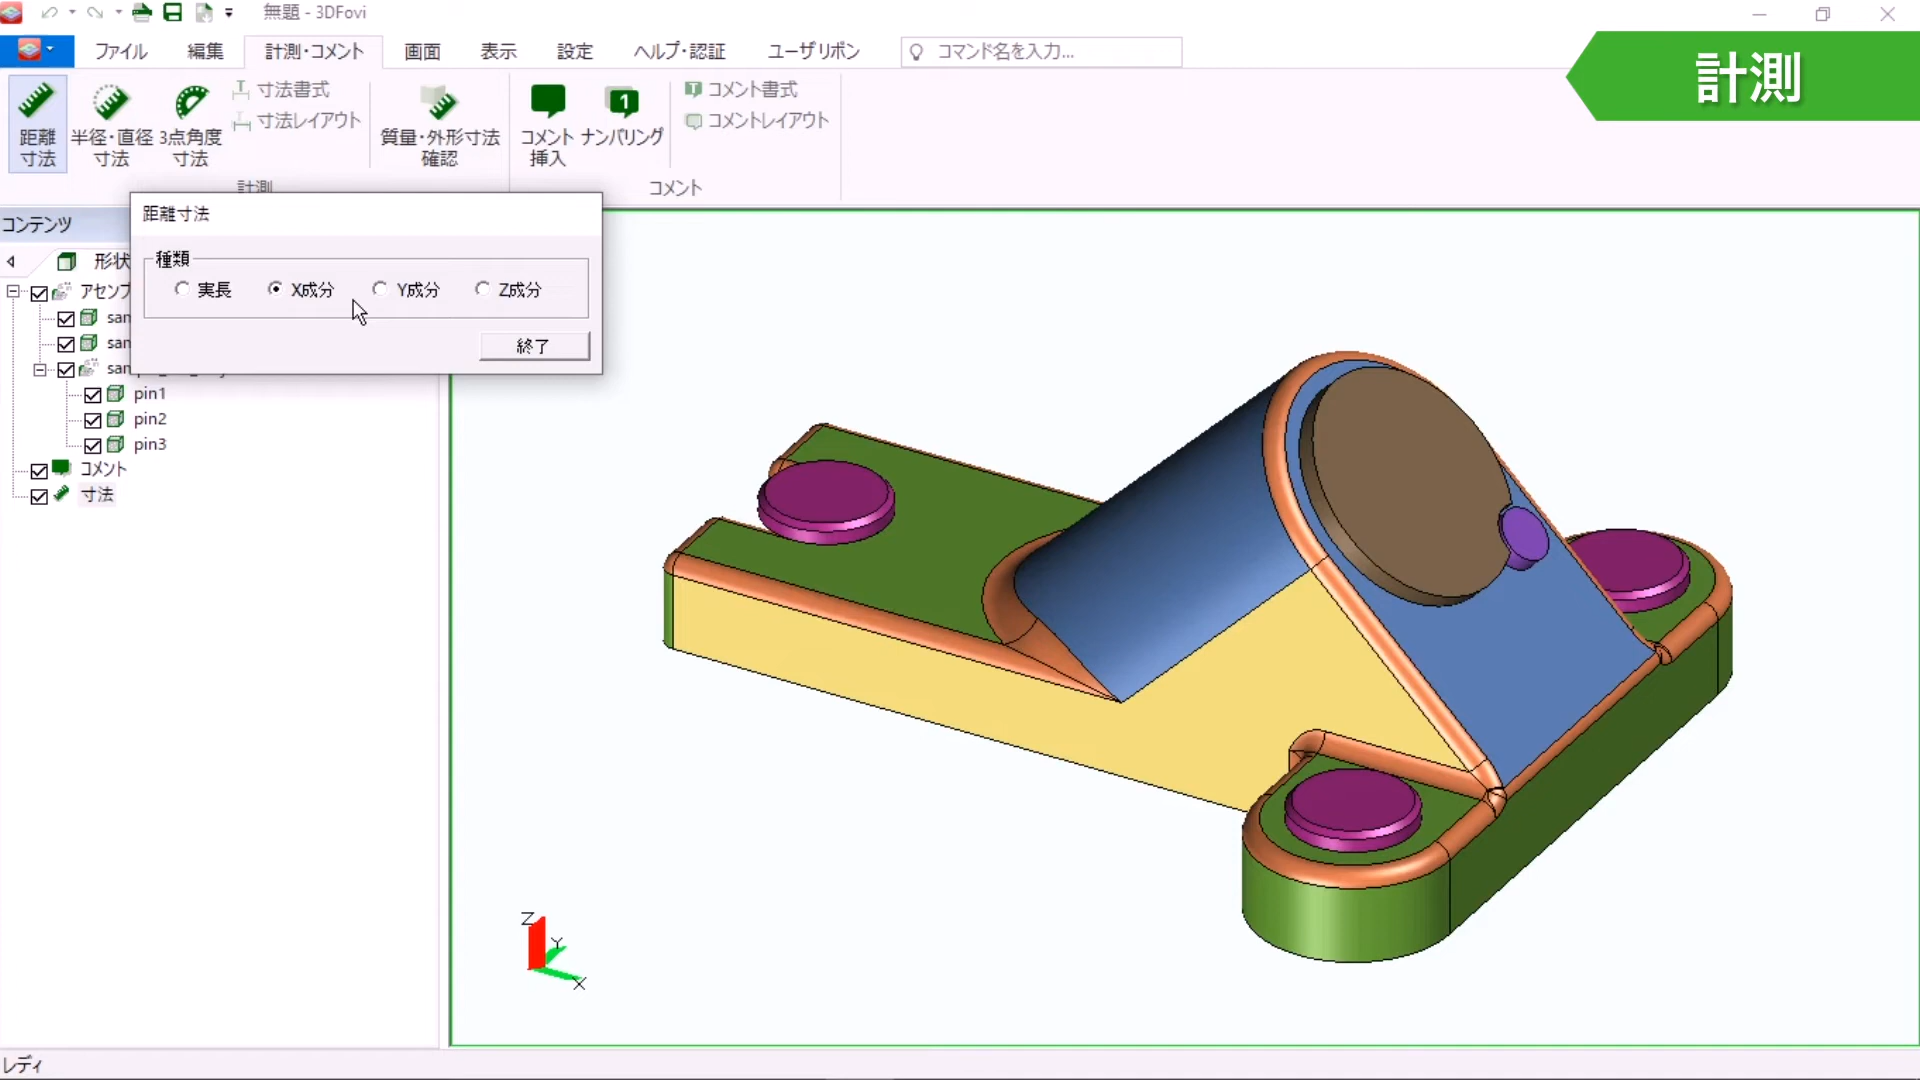 無題 - 3DFovi
ファイル
編集
計測・コメント
画面
表示
設定
ヘルプ・認証
ユーザリボン
コマンド名を入力...
計測
距離
寸法
半径・直径
寸法
3点角度
寸法
寸法書式
寸法レイアウト
質量・外形寸法
確認
コメント
挿入
1
ナンバリング
コメント書式
コメントレイアウト
計測
コメント
コンテンツ
距離寸法
種類
実長
X成分
Y成分
Z成分
終了
形状
アセンブ
sam
sam
pin1
pin2
pin3
コメント
寸法
Z
Y
X
レディ